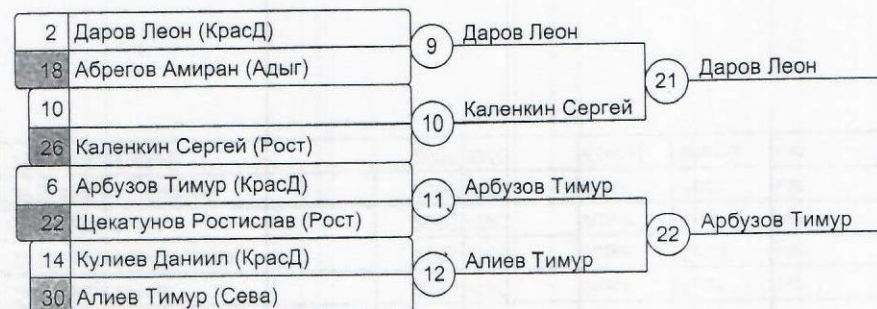 2 Даров Леон (КрасД)
18 Абрегов Амиран (Адыг)
10
26 Каленкин Сергей (Рост)
6 Арбузов Тимур (КрасД)
22 Щекатунов Ростислав (Рост)
14 Кулиев Даниил (КрасД)
30 Алиев Тимур (Сева)
9 Даров Леон
10 Каленкин Сергей
11 Арбузов Тимур
12 Алиев Тимур
21 Даров Леон
22 Арбузов Тимур